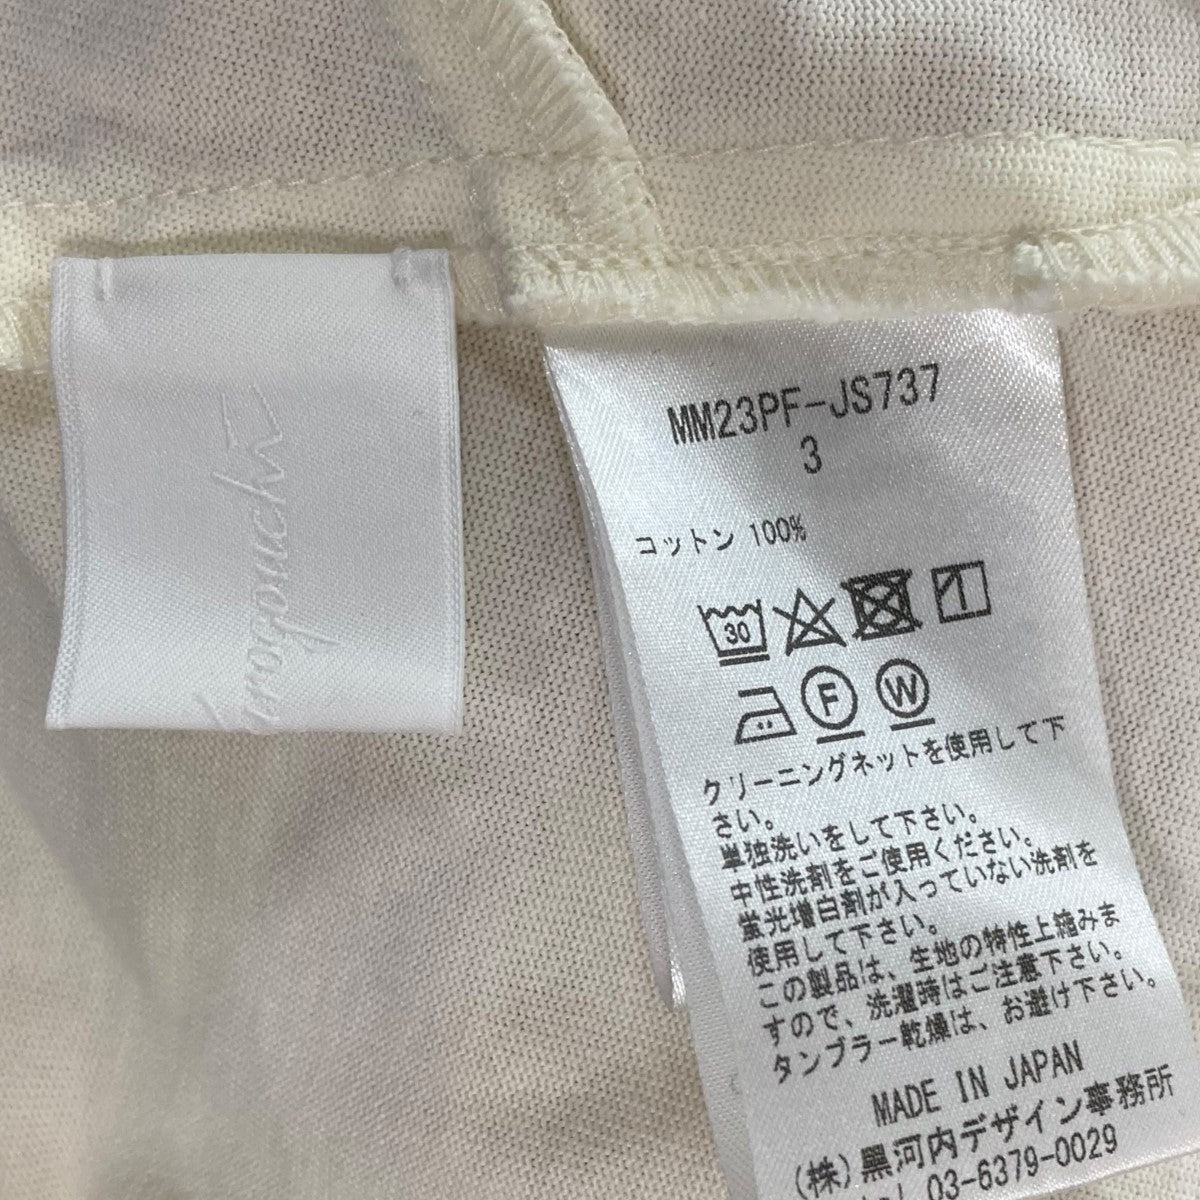 Kurogouchi
MM23PF-JS737
3
コットン 100%
30
F W
クリーニングネットを使用して下
さい。
単独洗いをして下さい。
中性洗剤をご使用ください。
蛍光増白剤が入っていない洗剤を
使用して下さい。
この製品は、生地の特性上縮みま
すので、洗濯時はご注意下さい。
タンブラー乾燥は、お避け下さい。
MADE IN JAPAN
(株)黒河内デザイン事務所
tel 03-6379-0029